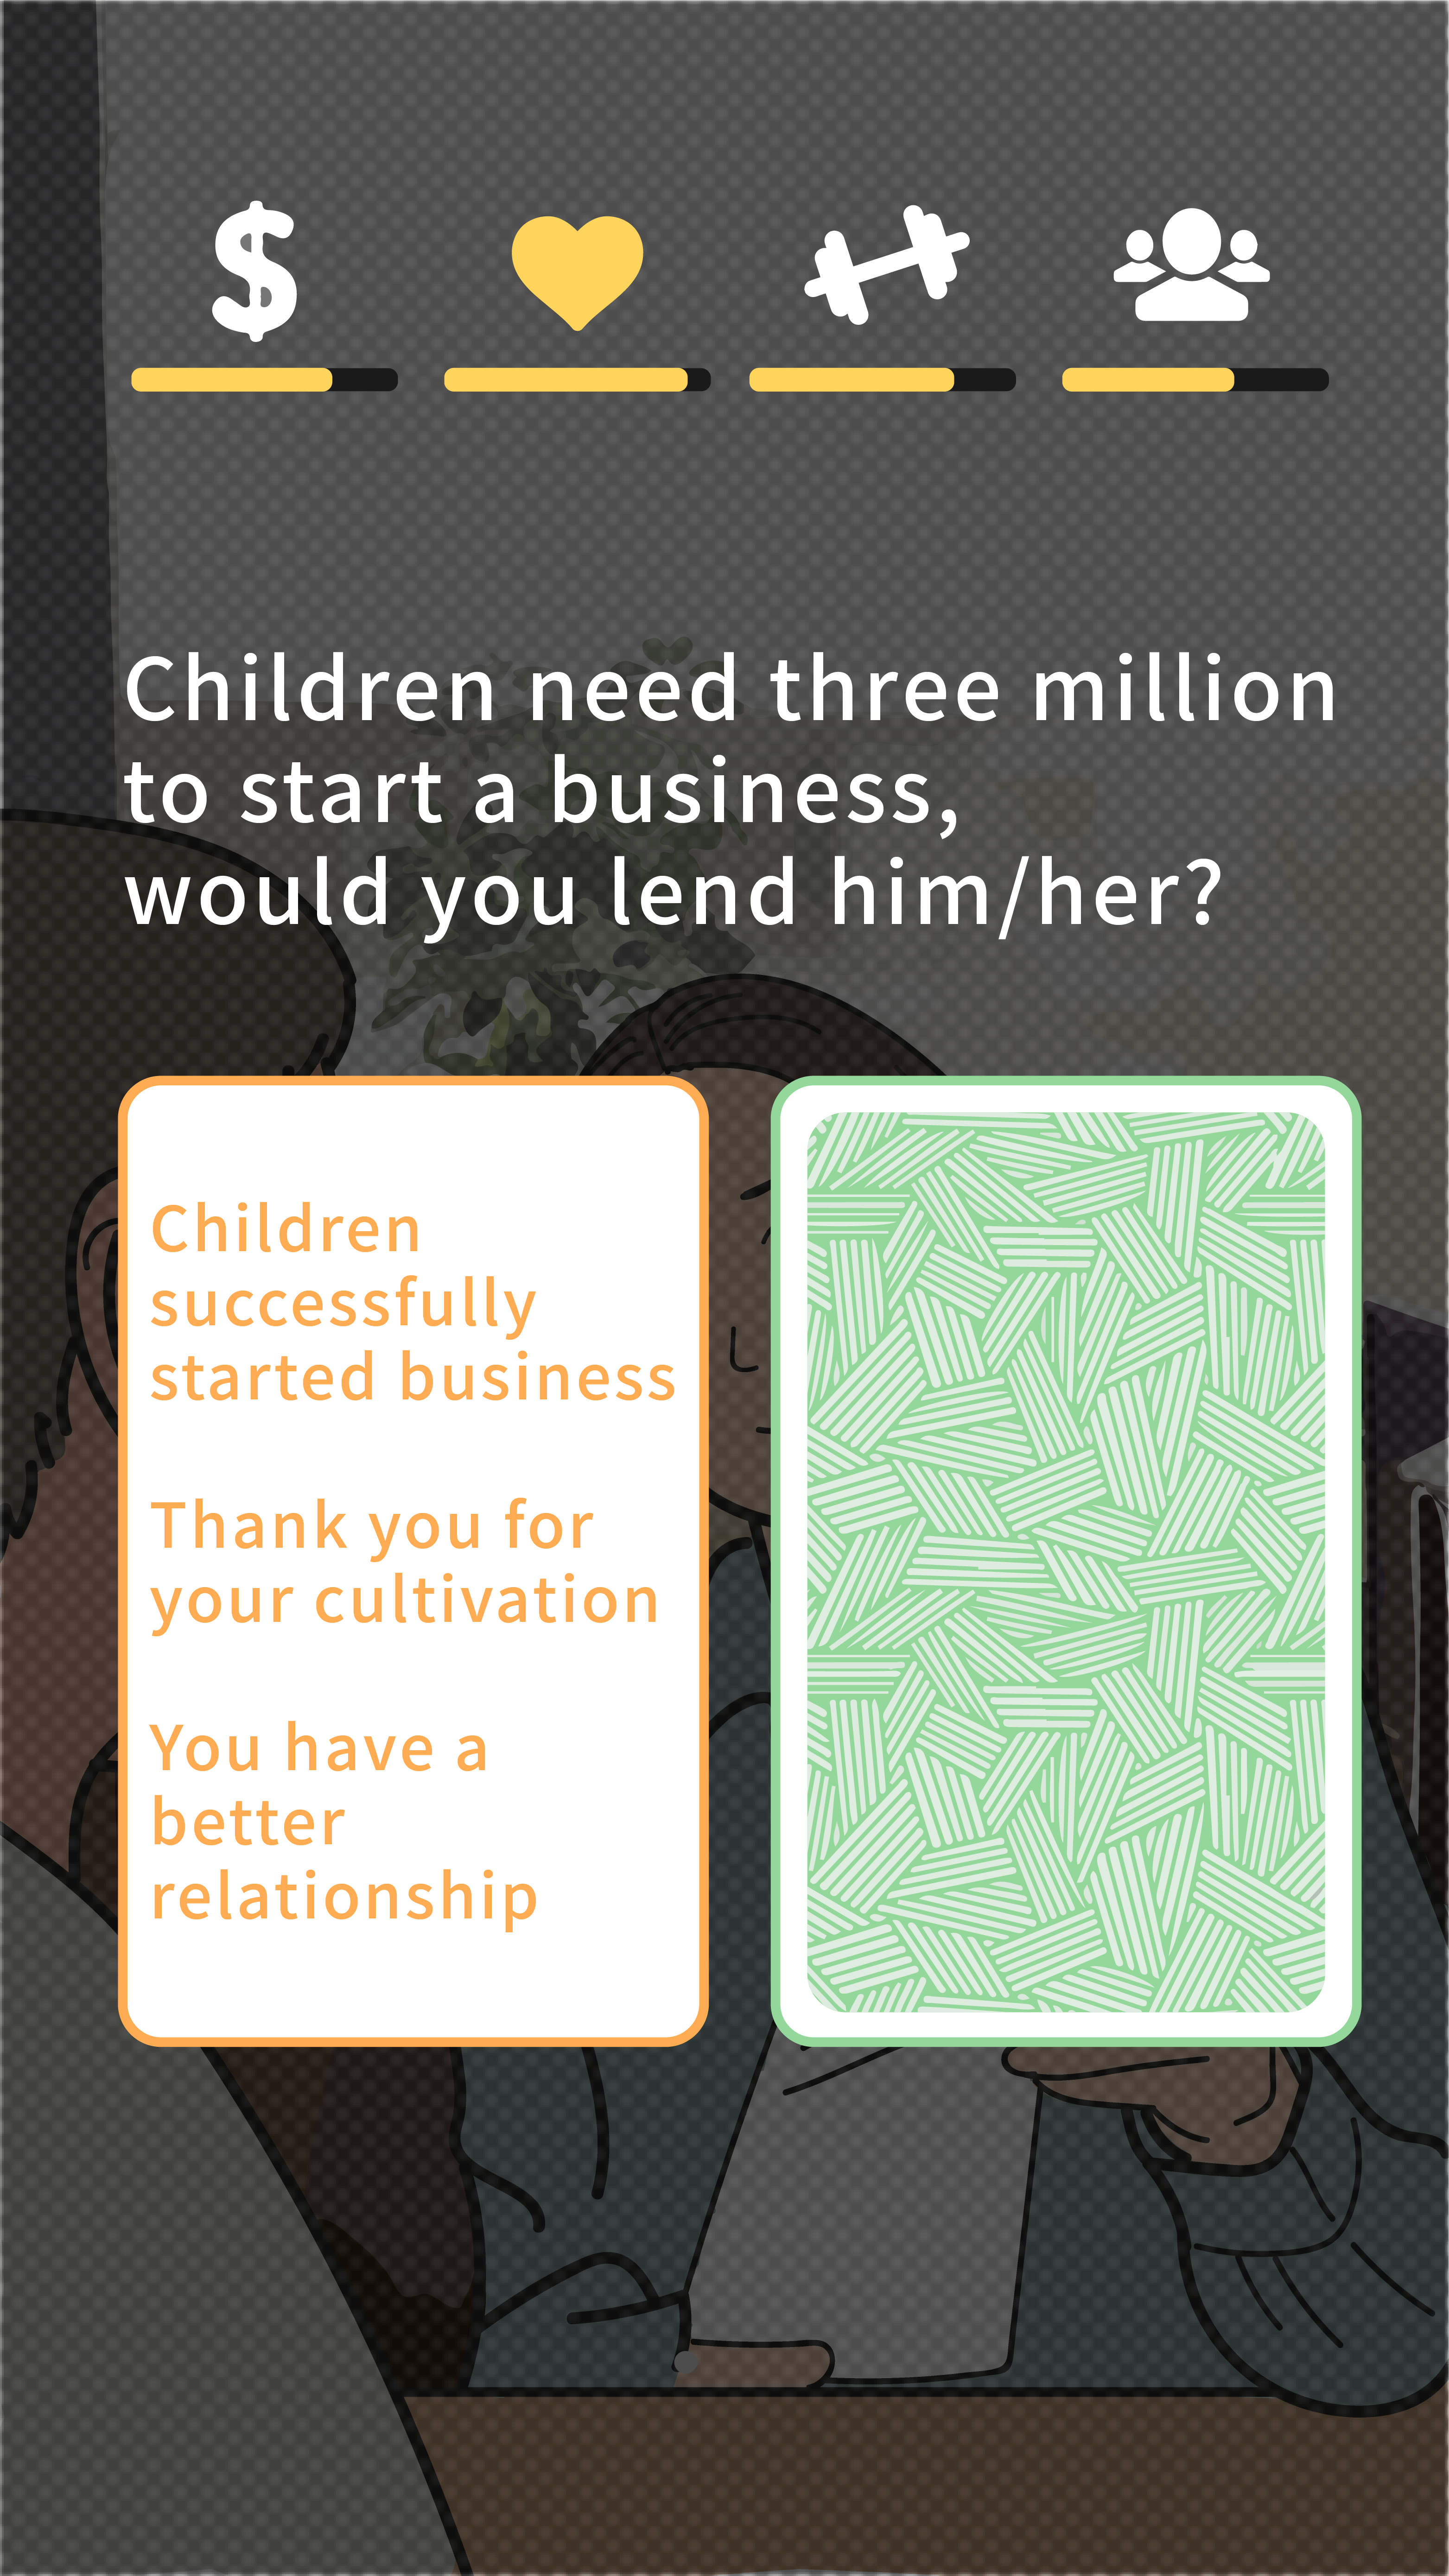 Children need three million
to start a business,
would you lend him/her?
Children
successfully
started business
Thank you for
your cultivation
You have a
better
relationship